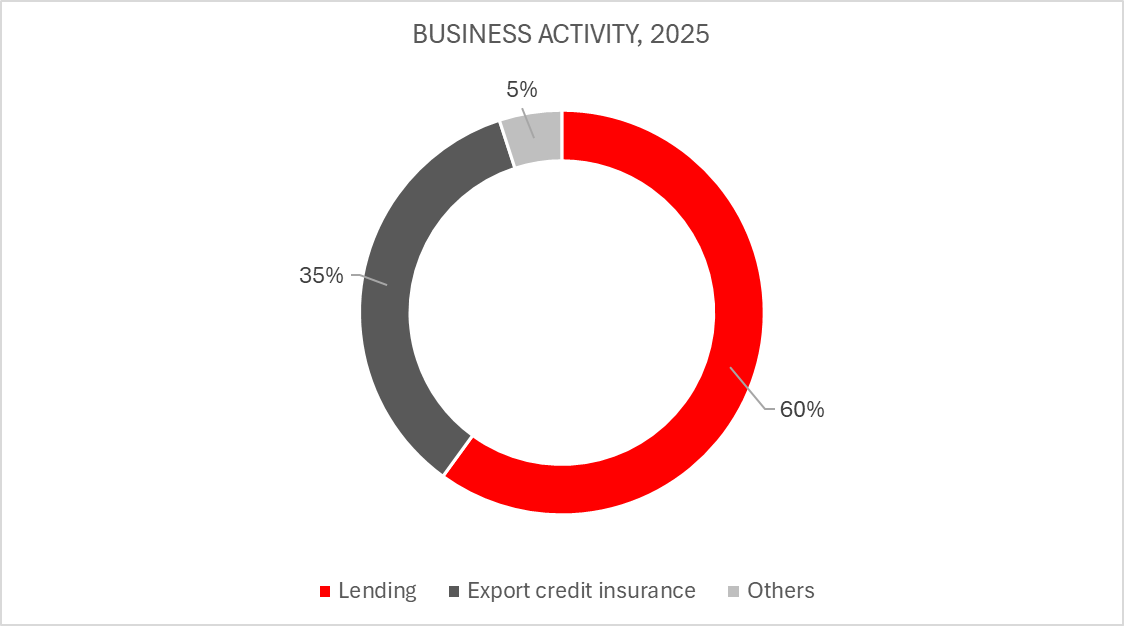 BUSINESS ACTIVITY, 2025
5%
35%
60%
Lending Export credit insurance Others